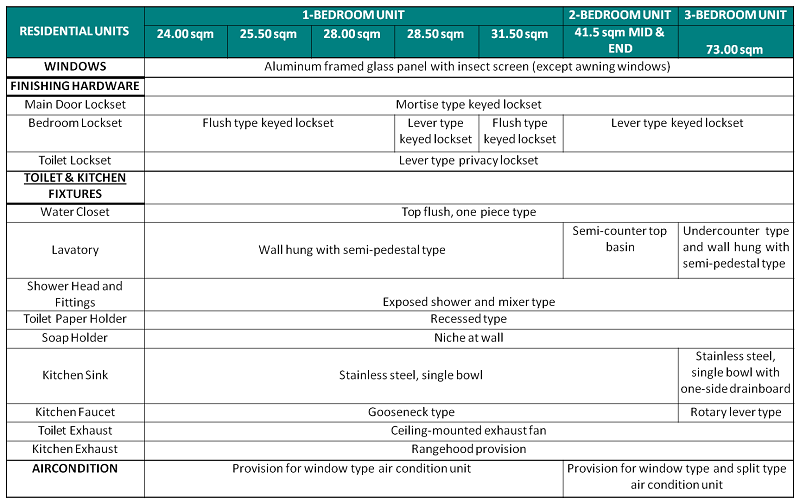 RESIDENTIAL UNITS
1-BEDROOM UNIT
2-BEDROOM UNIT
3-BEDROOM UNIT
24.00 sqm
25.50 sqm
28.00 sqm
28.50 sqm
31.50 sqm
41.5 sqm MID &
END
73.00 sqm
WINDOWS
Aluminum framed glass panel with insect screen (except awning windows)
FINISHING HARDWARE
Main Door Lockset
Mortise type keyed lockset
Bedroom Lockset
Flush type keyed lockset
Lever type
keyed lockset
Flush type
keyed lockset
Lever type keyed lockset
Toilet Lockset
Lever type privacy lockset
TOILET & KITCHEN
FIXTURES
Water Closet
Top flush, one piece type
Lavatory
Wall hung with semi-pedestal type
Semi-counter top
basin
Undercounter type
and wall hung with
semi-pedestal type
Shower Head and
Fittings
Exposed shower and mixer type
Toilet Paper Holder
Recessed type
Soap Holder
Niche at wall
Kitchen Sink
Stainless steel, single bowl
Stainless steel,
single bowl with
one-side drainboard
Kitchen Faucet
Gooseneck type
Rotary lever type
Toilet Exhaust
Ceiling-mounted exhaust fan
Kitchen Exhaust
Rangehood provision
AIRCONDITION
Provision for window type air condition unit
Provision for window type and split type
air condition unit